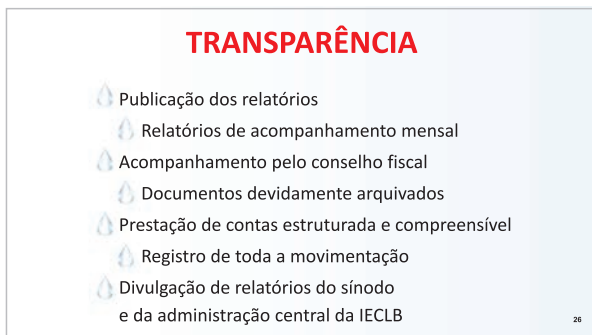 TRANSPARÊNCIA
Publicação dos relatórios
Relatórios de acompanhamento mensal
Acompanhamento pelo conselho fiscal
Documentos devidamente arquivados
Prestação de contas estruturada e compreensível
Registro de toda a movimentação
Divulgação de relatórios do sínodo
e da administração central da IECLB
26